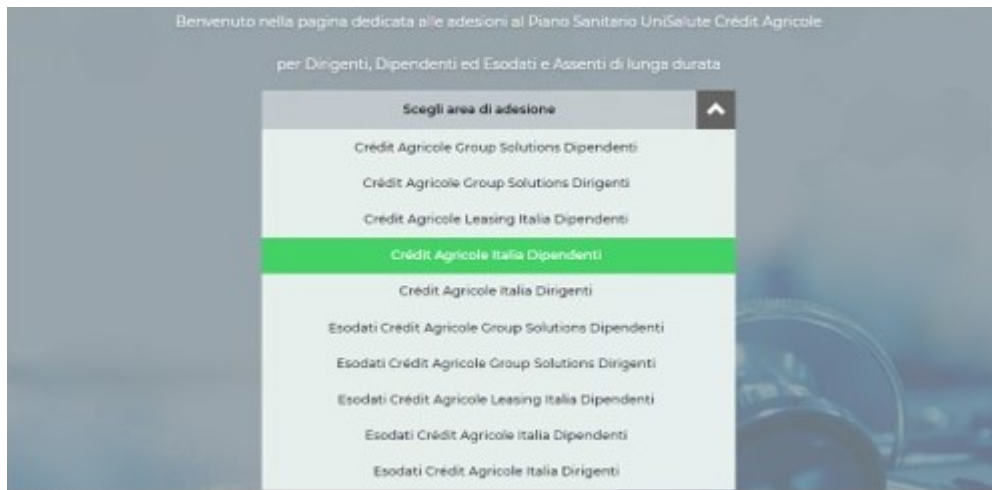 Benvenuto nella pagina dedicata alle adesioni al Piano Sanitario UniSalute Crédit Agricole
per Dirigenti, Dipendenti ed Esodati e Assenti di lunga durata
Scegli area di adesione
Crédit Agricole Group Solutions Dipendenti
Crédit Agricole Group Solutions Dirigenti
Crédit Agricole Leasing Italia Dipendenti
Crédit Agricole Italia Dipendenti
Crédit Agricole Italia Dirigenti
Esodati Crédit Agricole Group Solutions Dipendenti
Esodati Crédit Agricole Group Solutions Dirigenti
Esodati Crédit Agricole Leasing Italia Dipendenti
Esodati Crédit Agricole Italia Dipendenti
Esodati Crédit Agricole Italia Dirigenti